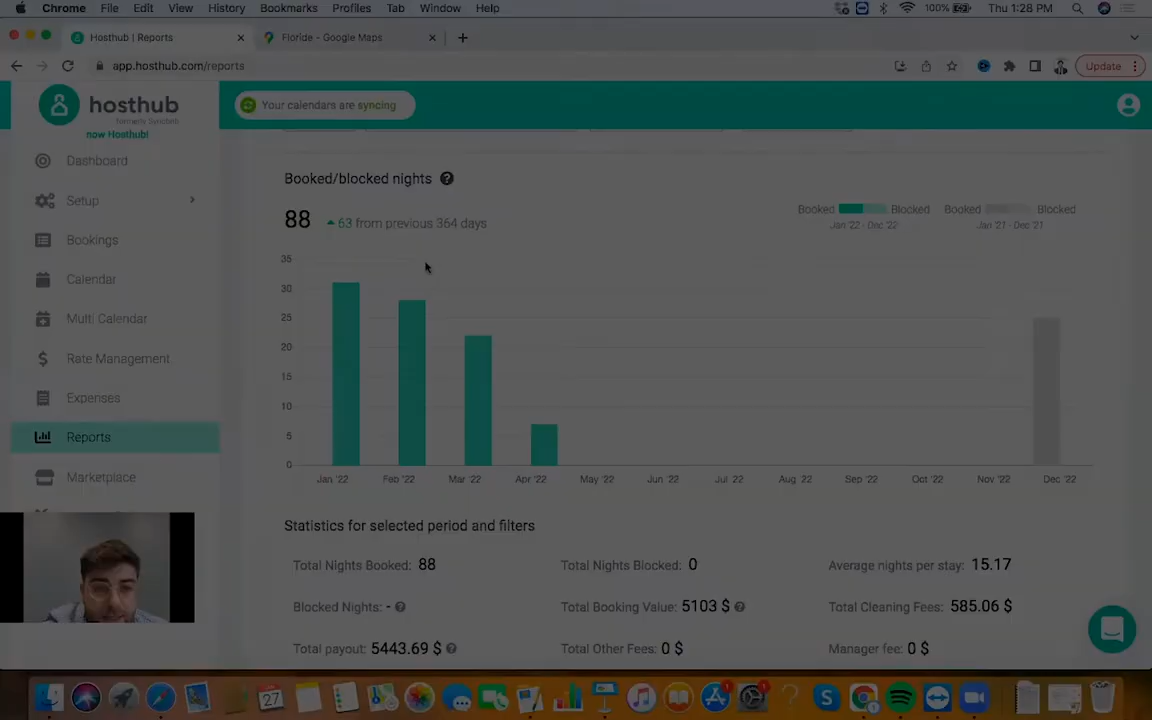 Chrome File Edit View History Bookmarks Profiles Tab Window Help 100% Thu 1:28 PM
Hosthub | Reports Floride - Google Maps
app.hosthub.com/reports Update
hosthub
now Hosthub!
Your calendars are syncing
Dashboard
Setup
Bookings
Calendar
Multi Calendar
Rate Management
Expenses
Reports
Marketplace
Booked/blocked nights
88 63 from previous 364 days
Booked Blocked Booked Blocked
Jan '22 - Dec '22 Jan '21 - Dec '21
35
30
25
20
15
10
5
0
Jan '22 Feb '22 Mar '22 Apr '22 May '22 Jun '22 Jul '22 Aug '22 Sep '22 Oct '22 Nov '22 Dec '22
Statistics for selected period and filters
Total Nights Booked: 88 Total Nights Blocked: 0 Average nights per stay: 15.17
Blocked Nights: - Total Booking Value: 5103 $ Total Cleaning Fees: 585.06 $
Total payout: 5443.69 $ Total Other Fees: 0 $ Manager fee: 0 $
27